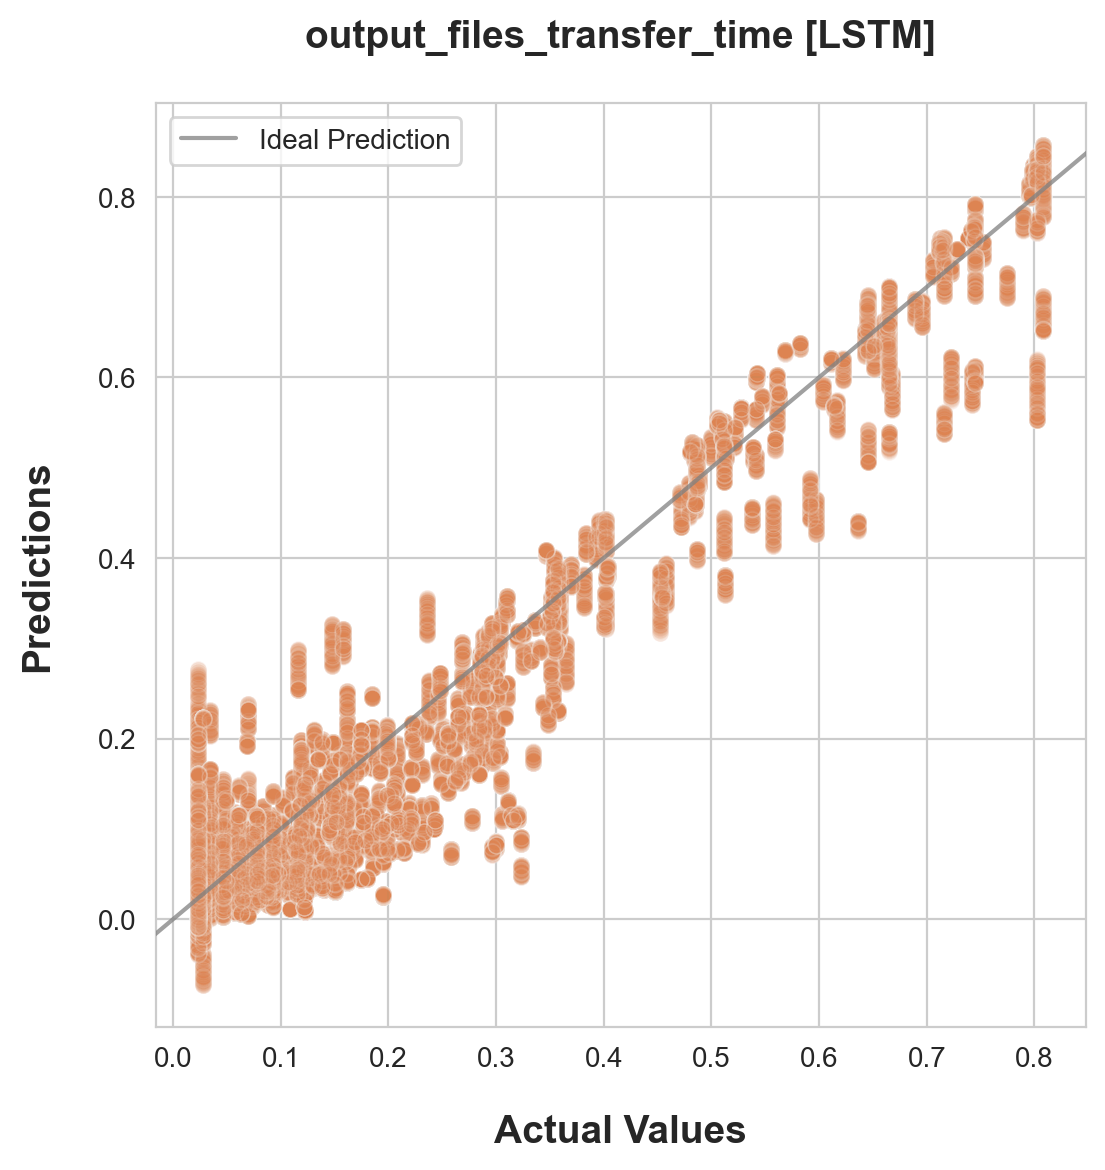 output_files_transfer_time [LSTM]
Ideal Prediction
0.8
0.6
0.4
0.2
0.0
Predictions
0.0 0.1 0.2 0.3 0.4 0.5 0.6 0.7 0.8
Actual Values